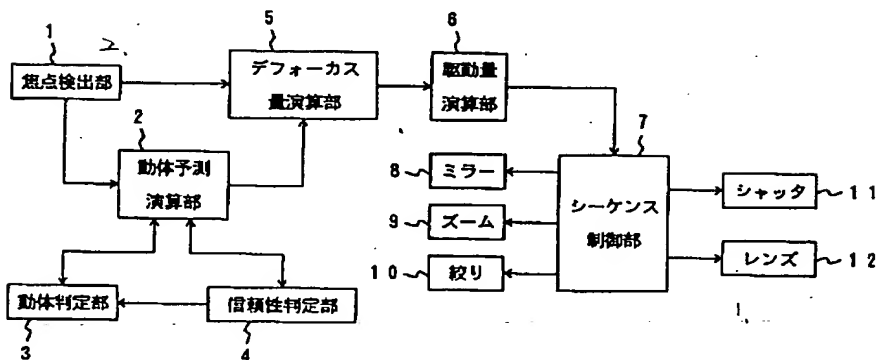 1
2.
焦点検出部
5
デフォーカス
量演算部
6
駆動量
演算部
2
動体予測
演算部
7
シーケンス
制御部
8
ミラー
9
ズーム
10
絞り
シャッタ
11
レンズ
12
動体判定部
3
信頼性判定部
4
1.